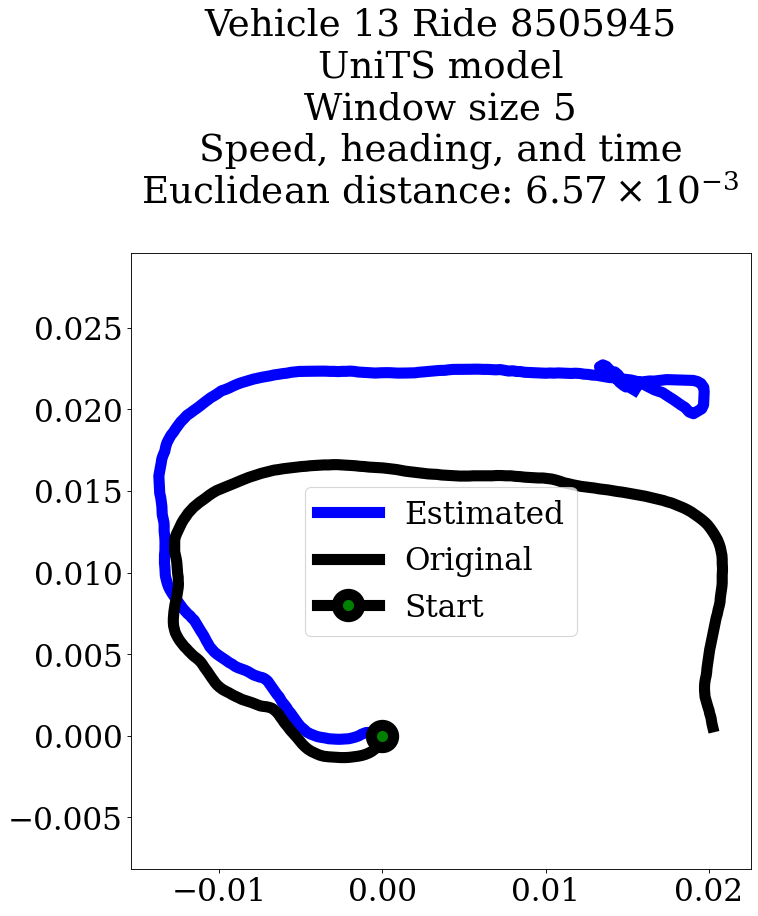 Vehicle 13 Ride 8505945
UniTS model
Window size 5
Speed, heading, and time
Euclidean distance: 6.57 × 10⁻³
0.025
0.020
0.015
0.010
0.005
0.000
−0.005
Estimated
Original
Start
−0.01 0.00 0.01 0.02